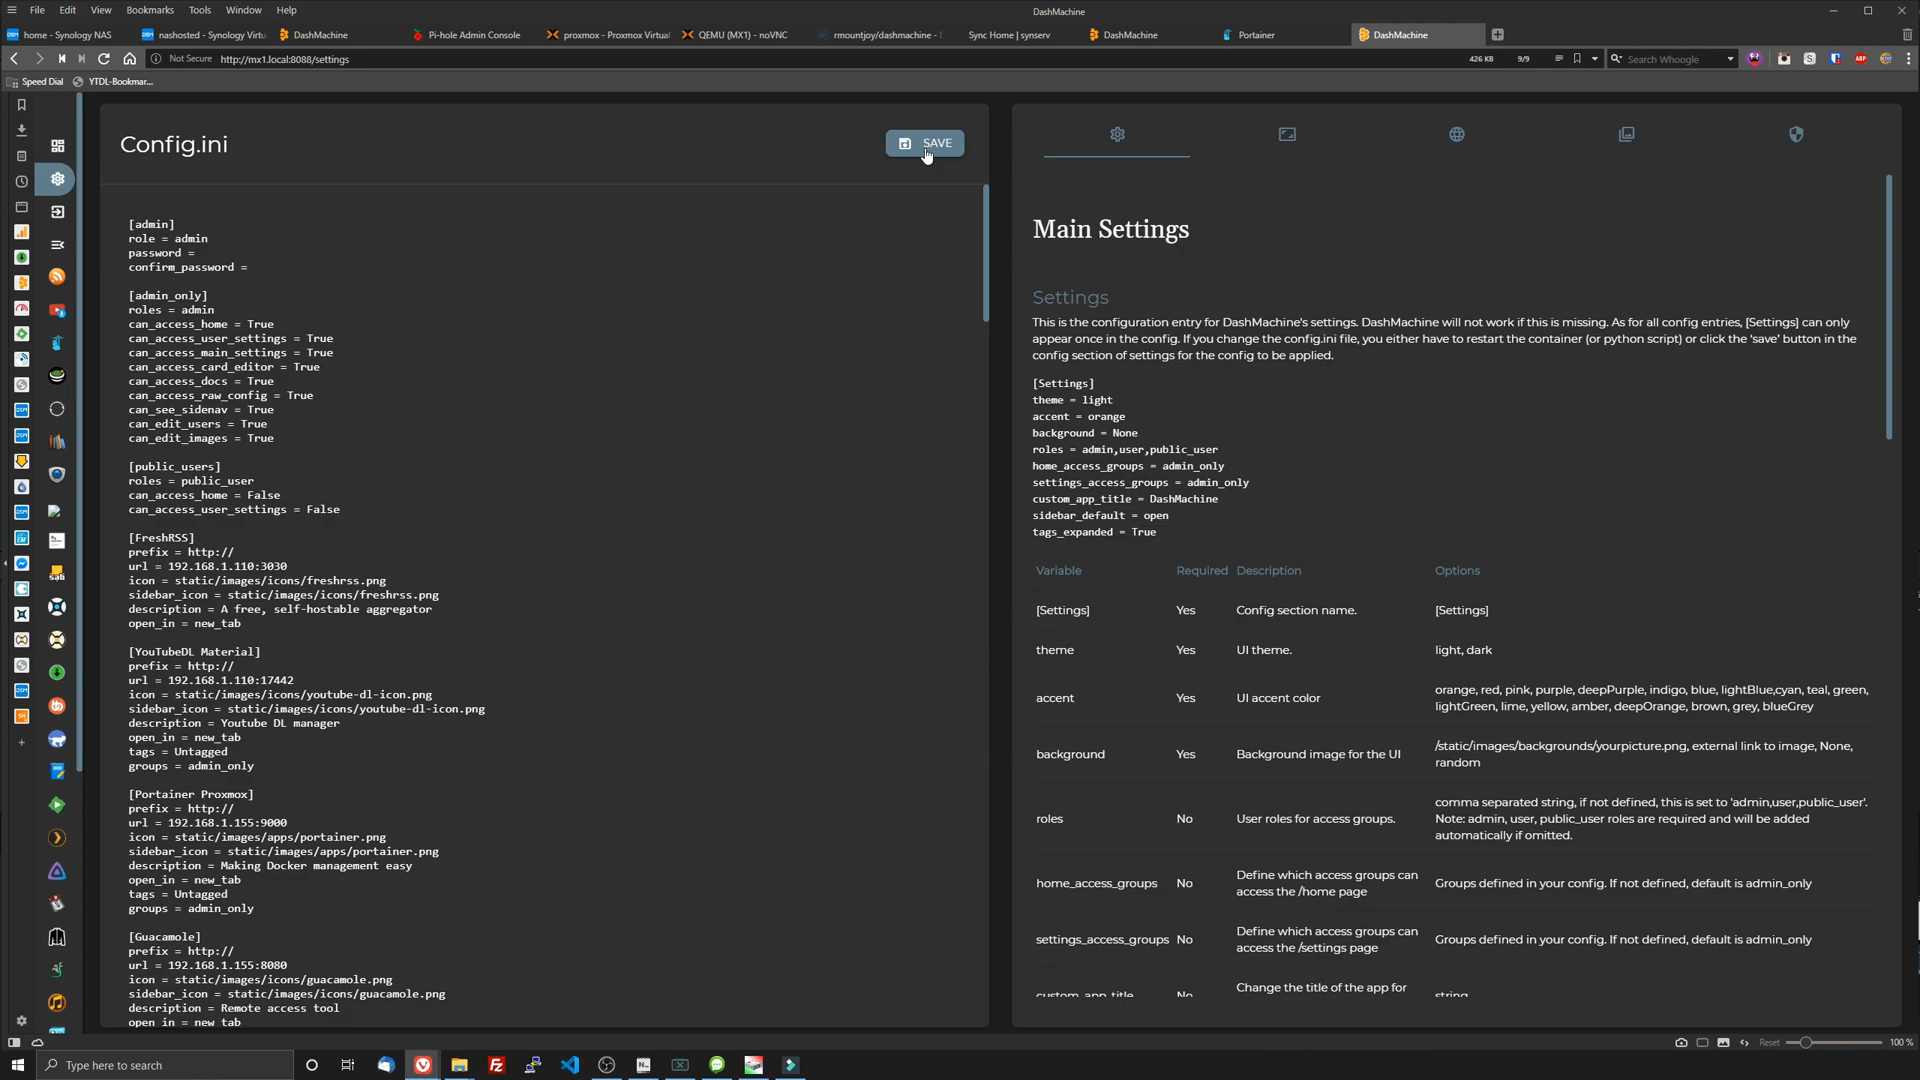 File Edit View Bookmarks Tools Window Help
DashMachine
home - Synology NAS
nashosted - Synology Virtu
DashMachine
Pi-hole Admin Console
proxmox - Proxmox Virtual
QEMU (MX1) - noVNC
rmountjoy/dashmachine - D
Sync Home | synserv
DashMachine
Portainer
DashMachine
Not Secure http://mx1.local:8088/settings
426 KB 9/9 Search Whoogle
Speed Dial YTDL-Bookmar...
Config.ini
SAVE
[admin]
role = admin
password =
confirm_password =
[admin_only]
roles = admin
can_access_home = True
can_access_user_settings = True
can_access_main_settings = True
can_access_card_editor = True
can_access_docs = True
can_access_raw_config = True
can_see_sidenav = True
can_edit_users = True
can_edit_images = True
[public_users]
roles = public_user
can_access_home = False
can_access_user_settings = False
[FreshRSS]
prefix = http://
url = 192.168.1.110:3030
icon = static/images/icons/freshrss.png
sidebar_icon = static/images/icons/freshrss.png
description = A free, self-hostable aggregator
open_in = new_tab
[YouTubeDL Material]
prefix = http://
url = 192.168.1.110:17442
icon = static/images/icons/youtube-dl-icon.png
sidebar_icon = static/images/icons/youtube-dl-icon.png
description = Youtube DL manager
open_in = new_tab
tags = Untagged
groups = admin_only
[Portainer Proxmox]
prefix = http://
url = 192.168.1.155:9000
icon = static/images/apps/portainer.png
sidebar_icon = static/images/apps/portainer.png
description = Making Docker management easy
open_in = new_tab
tags = Untagged
groups = admin_only
[Guacamole]
prefix = http://
url = 192.168.1.155:8080
icon = static/images/icons/guacamole.png
sidebar_icon = static/images/icons/guacamole.png
description = Remote access tool
open_in = new_tab
Main Settings
Settings
This is the configuration entry for DashMachine's settings. DashMachine will not work if this is missing. As for all config entries, [Settings] can only
appear once in the config. If you change the config.ini file, you either have to restart the container (or python script) or click the 'save' button in the
config section of settings for the config to be applied.
[Settings]
theme = light
accent = orange
background = None
roles = admin,user,public_user
home_access_groups = admin_only
settings_access_groups = admin_only
custom_app_title = DashMachine
sidebar_default = open
tags_expanded = True
Variable Required Description Options
[Settings] Yes Config section name. [Settings]
theme Yes UI theme. light, dark
accent Yes UI accent color orange, red, pink, purple, deepPurple, indigo, blue, lightBlue,cyan, teal, green,
lightGreen, lime, yellow, amber, deepOrange, brown, grey, blueGrey
background Yes Background image for the UI /static/images/backgrounds/yourpicture.png, external link to image, None,
random
roles No User roles for access groups. comma separated string, if not defined, this is set to 'admin,user,public_user'.
Note: admin, user, public_user roles are required and will be added
automatically if omitted.
home_access_groups No Define which access groups can
access the /home page Groups defined in your config. If not defined, default is admin_only
settings_access_groups No Define which access groups can
access the /settings page Groups defined in your config. If not defined, default is admin_only
custom_app_title No Change the title of the app for string
Reset 100 %
Type here to search